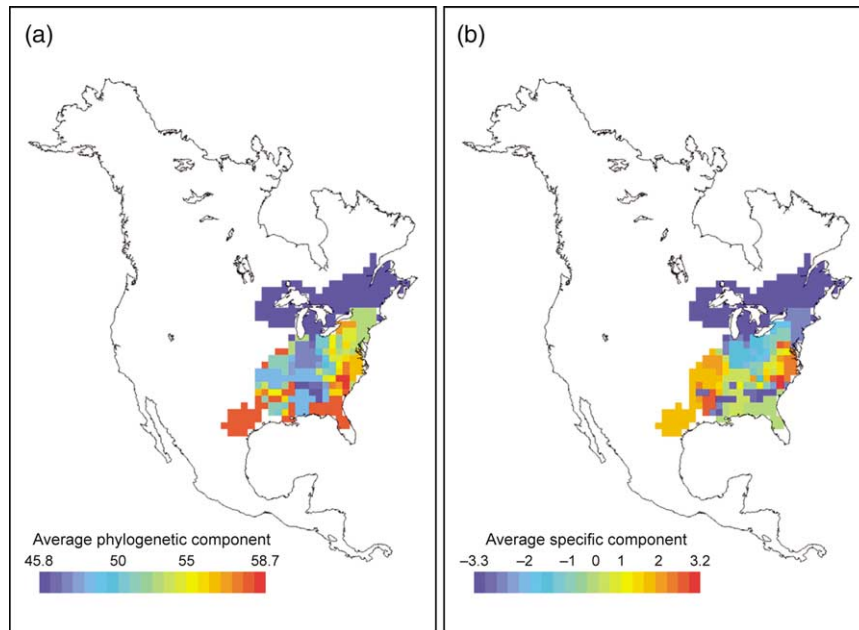 (a)
Average phylogenetic component
45.8 50 55 58.7
(b)
Average specific component
–3.3 –2 –1 0 1 2 3.2